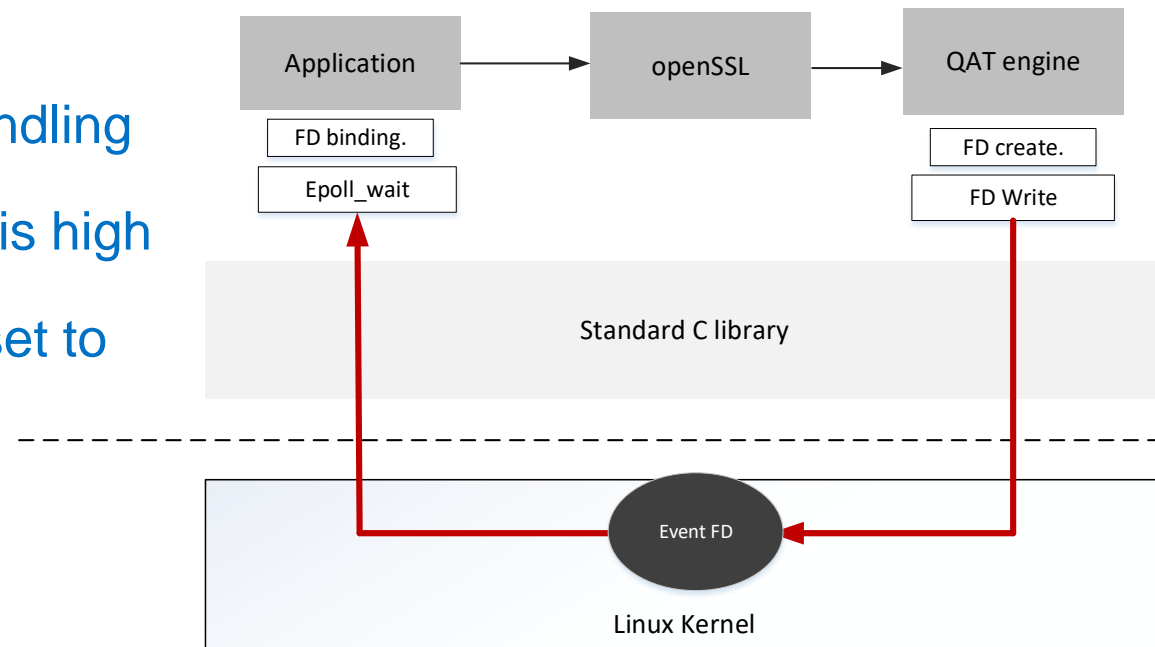 Application
openSSL
QAT engine
ndling
is high
set to
FD binding.
Epoll_wait
FD create.
FD Write
Standard C library
Event FD
Linux Kernel